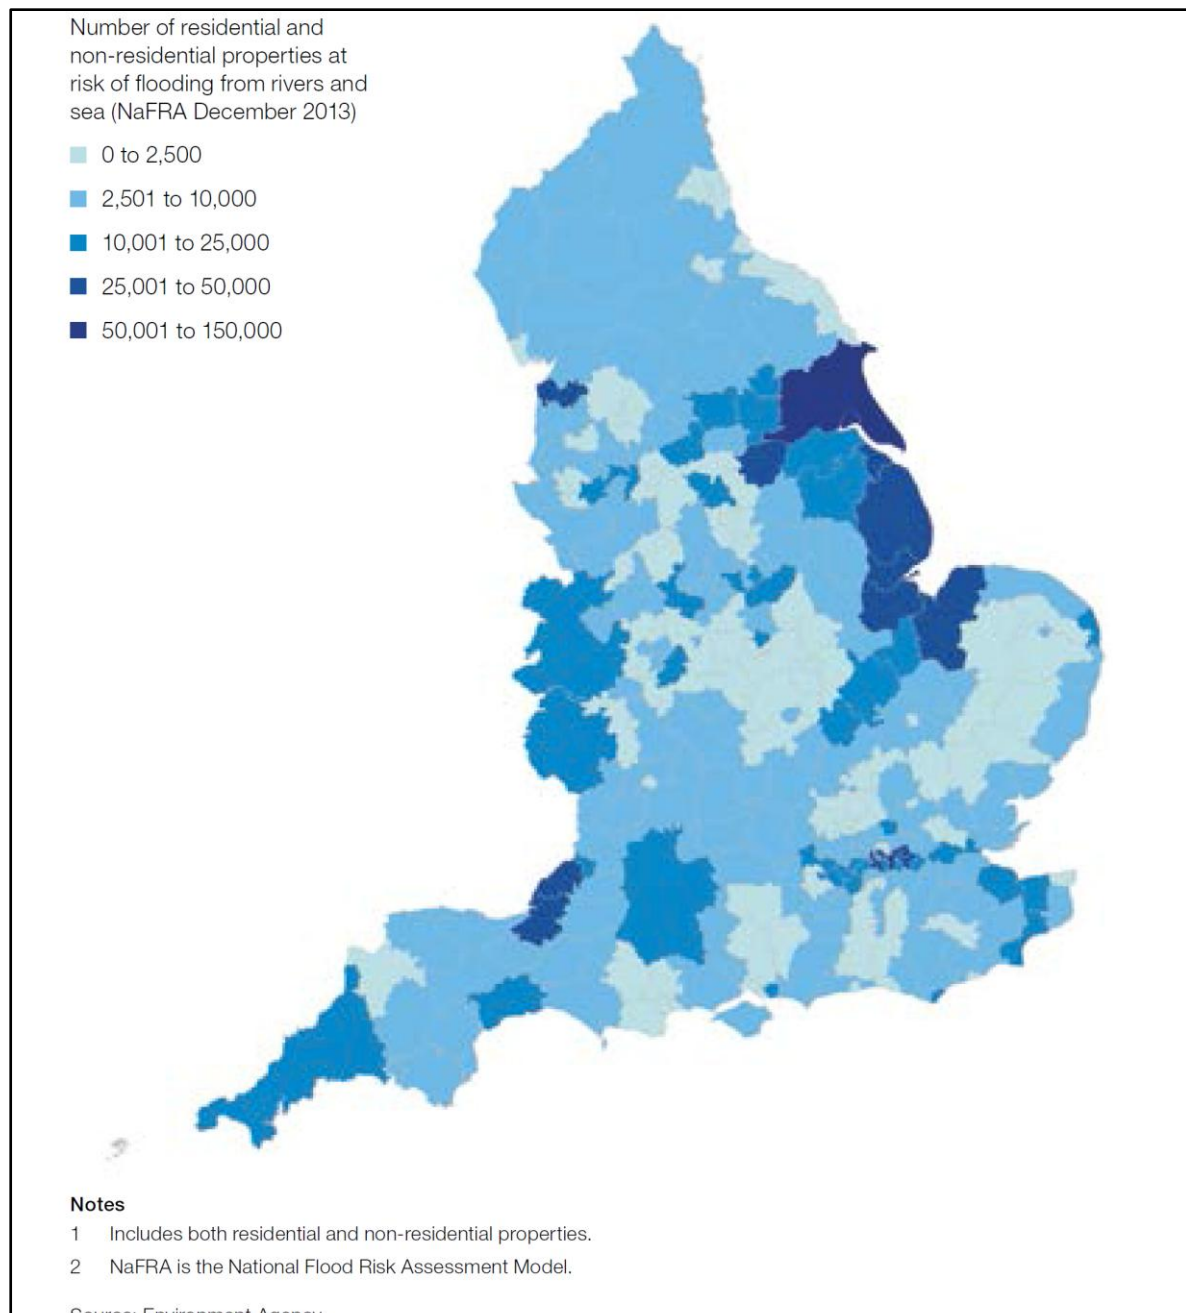 Number of residential and
non-residential properties at
risk of flooding from rivers and
sea (NaFRA December 2013)
0 to 2,500
2,501 to 10,000
10,001 to 25,000
25,001 to 50,000
50,001 to 150,000
Notes
1 Includes both residential and non-residential properties.
2 NaFRA is the National Flood Risk Assessment Model.
Source: Environment Agency